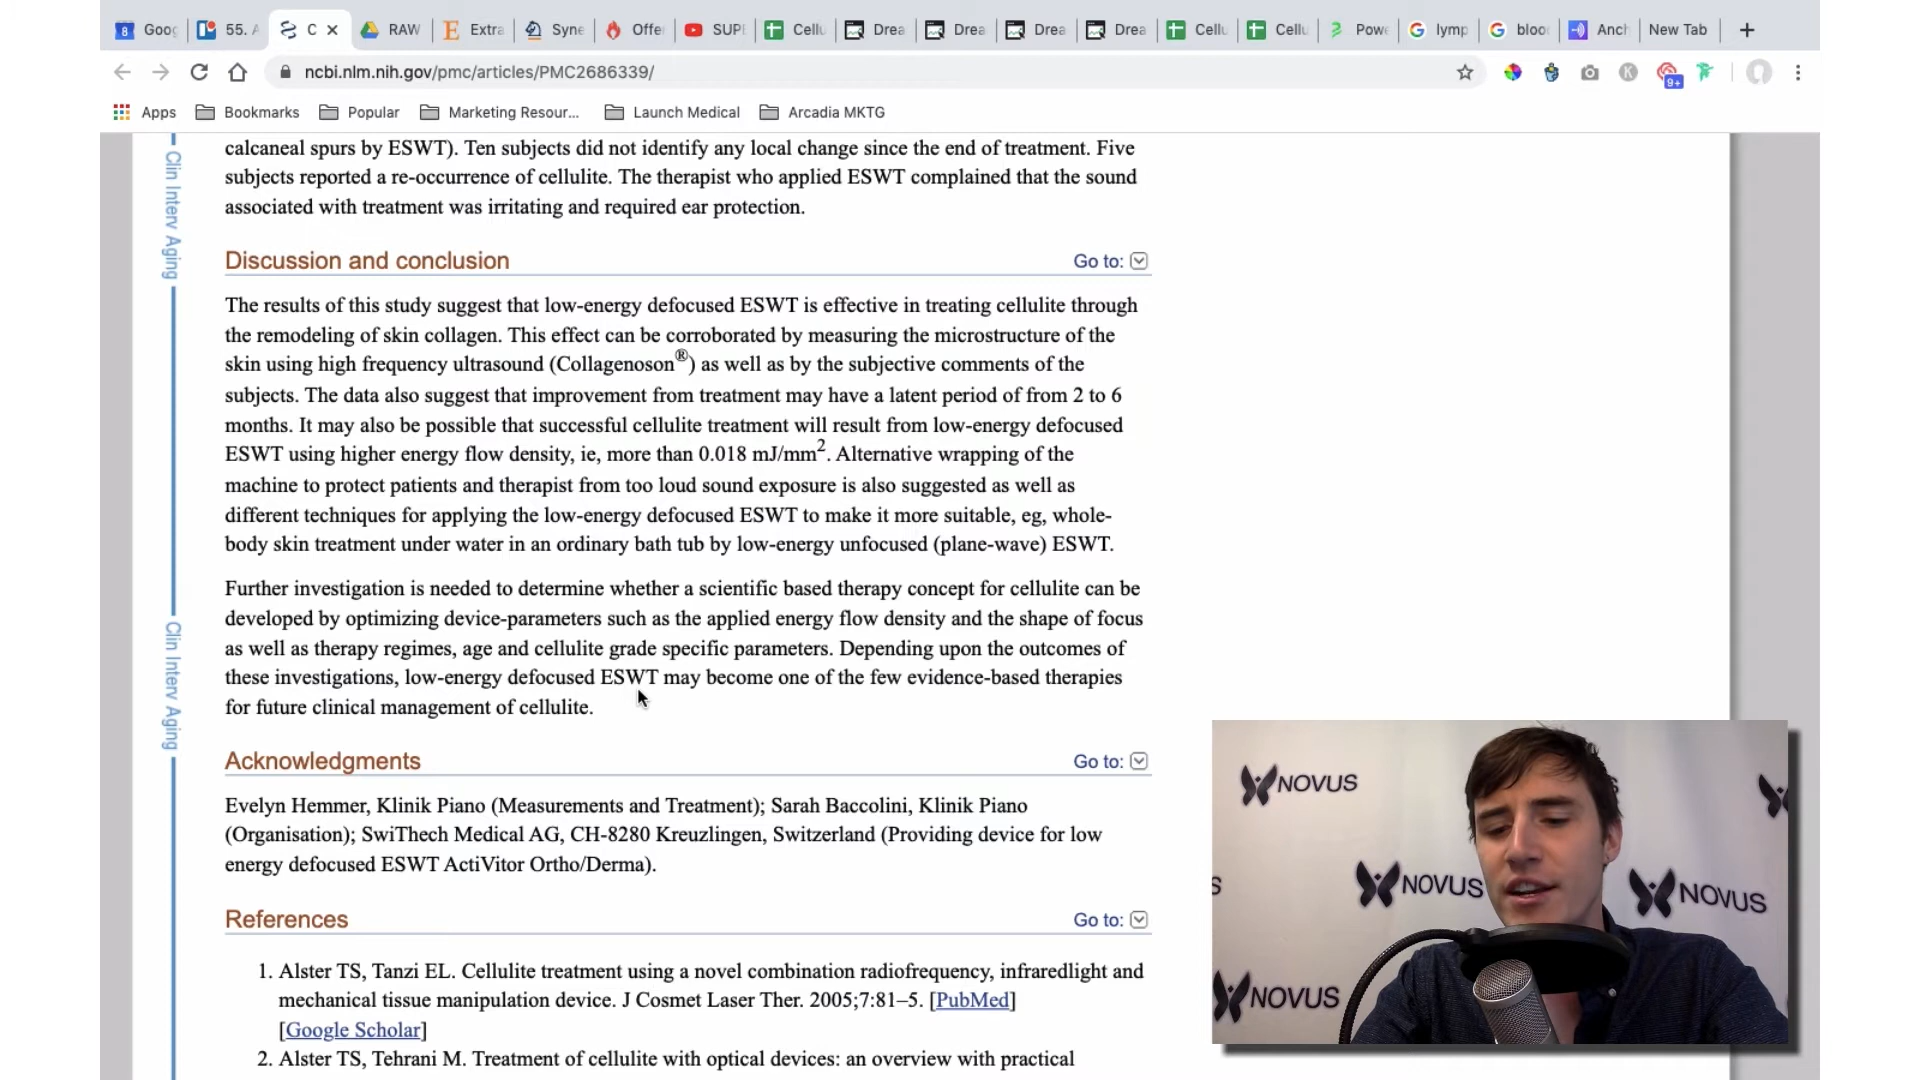 Goog
55. A
C
RAW
Extra
Syne
Offe
SUPE
Cellu
Drea
Drea
Drea
Drea
Cellu
Cellu
Powe
lymp
bloo
Anch
New Tab
ncbi.nlm.nih.gov/pmc/articles/PMC2686339/
9+
Apps
Bookmarks
Popular
Marketing Resour...
Launch Medical
Arcadia MKTG
Clin Interv Aging
Clin Interv Aging
calcaneal spurs by ESWT). Ten subjects did not identify any local change since the end of treatment. Five
subjects reported a re-occurrence of cellulite. The therapist who applied ESWT complained that the sound
associated with treatment was irritating and required ear protection.
Discussion and conclusion
Go to:
The results of this study suggest that low-energy defocused ESWT is effective in treating cellulite through
the remodeling of skin collagen. This effect can be corroborated by measuring the microstructure of the
skin using high frequency ultrasound (Collagenoson®) as well as by the subjective comments of the
subjects. The data also suggest that improvement from treatment may have a latent period of from 2 to 6
months. It may also be possible that successful cellulite treatment will result from low-energy defocused
ESWT using higher energy flow density, ie, more than 0.018 mJ/mm². Alternative wrapping of the
machine to protect patients and therapist from too loud sound exposure is also suggested as well as
different techniques for applying the low-energy defocused ESWT to make it more suitable, eg, whole-
body skin treatment under water in an ordinary bath tub by low-energy unfocused (plane-wave) ESWT.
Further investigation is needed to determine whether a scientific based therapy concept for cellulite can be
developed by optimizing device-parameters such as the applied energy flow density and the shape of focus
as well as therapy regimes, age and cellulite grade specific parameters. Depending upon the outcomes of
these investigations, low-energy defocused ESWT may become one of the few evidence-based therapies
for future clinical management of cellulite.
Acknowledgments
Go to:
Evelyn Hemmer, Klinik Piano (Measurements and Treatment); Sarah Baccolini, Klinik Piano
(Organisation); SwiThech Medical AG, CH-8280 Kreuzlingen, Switzerland (Providing device for low
energy defocused ESWT ActiVitor Ortho/Derma).
References
Go to:
1. Alster TS, Tanzi EL. Cellulite treatment using a novel combination radiofrequency, infraredlight and
mechanical tissue manipulation device. J Cosmet Laser Ther. 2005;7:81–5. [PubMed]
[Google Scholar]
2. Alster TS, Tehrani M. Treatment of cellulite with optical devices: an overview with practical
NOVUS
NOVUS
NOVUS
NOVUS